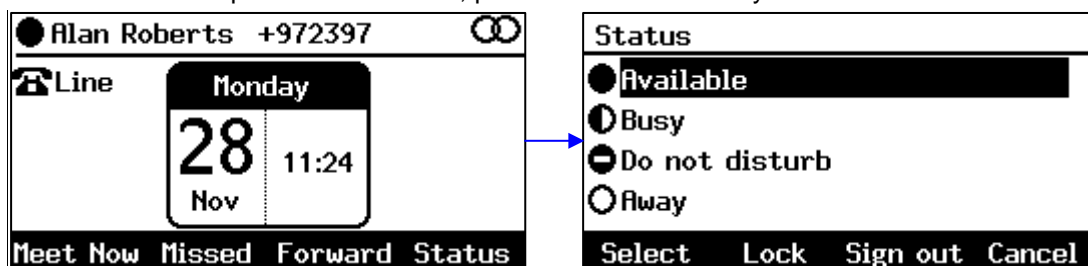 Alan Roberts +972397
Line
Monday
28
11:24
Nov
Meet Now Missed Forward Status
Status
Available
Busy
Do not disturb
Away
Select Lock Sign out Cancel